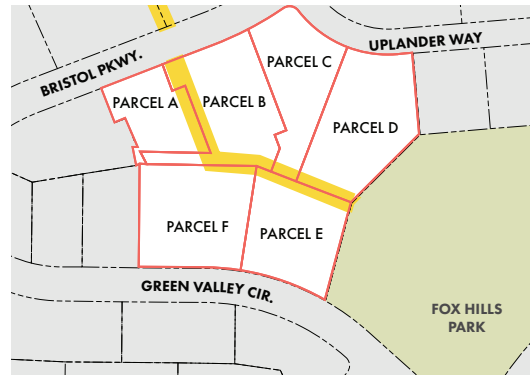 UPLANDER WAY
BRISTOL PKWY.
PARCEL C
PARCEL A
PARCEL B
PARCEL D
PARCEL F
PARCEL E
GREEN VALLEY CIR.
FOX HILLS
PARK